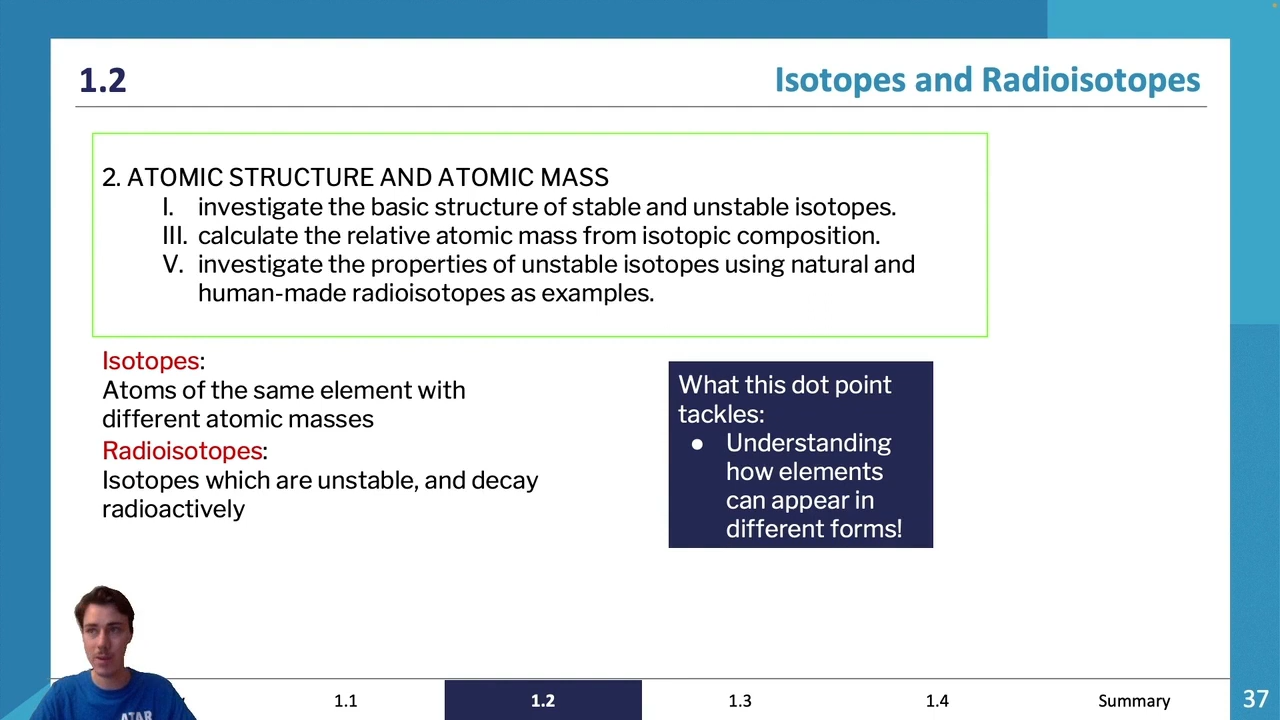 1.2
Isotopes and Radioisotopes
2. ATOMIC STRUCTURE AND ATOMIC MASS
I. investigate the basic structure of stable and unstable isotopes.
III. calculate the relative atomic mass from isotopic composition.
V. investigate the properties of unstable isotopes using natural and
human-made radioisotopes as examples.
Isotopes:
Atoms of the same element with
different atomic masses
Radioisotopes:
Isotopes which are unstable, and decay
radioactively
What this dot point
tackles:
● Understanding
how elements
can appear in
different forms!
ATAR
1.1
1.2
1.3
1.4
Summary
37